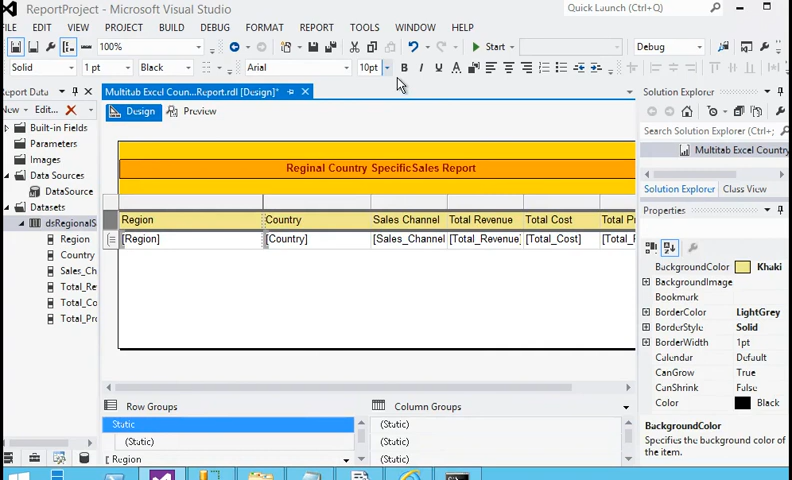 ReportProject - Microsoft Visual Studio
Quick Launch (Ctrl+Q)
FILE EDIT VIEW PROJECT BUILD DEBUG FORMAT REPORT TOOLS WINDOW HELP
100% Start Debug
Solid 1 pt Black Arial 10pt B I U A
Report Data
Multitab Excel Coun...Report.rdl [Design]*
Solution Explorer
New Edit...
Design Preview
Built-in Fields
Parameters
Images
Data Sources
DataSource
Datasets
dsRegionalS
Region
Country
Sales_Ch
Total_Re
Total_Co
Total_Pro
Reginal Country SpecificSales Report
Region Country Sales Channel Total Revenue Total Cost Total P
[Region] [Country] [Sales_Channel [Total_Revenue] [Total_Cost] [Total_F
Row Groups Column Groups
Static (Static)
(Static) (Static)
[ Region (Static)
Search Solution Explorer (Ctrl+;)
Multitab Excel Country
Solution Explorer Class View
Properties
BackgroundColor Khaki
BackgroundImage
Bookmark
BorderColor LightGrey
BorderStyle Solid
BorderWidth 1pt
Calendar Default
CanGrow True
CanShrink False
Color Black
BackgroundColor
Specifies the background color of
the item.